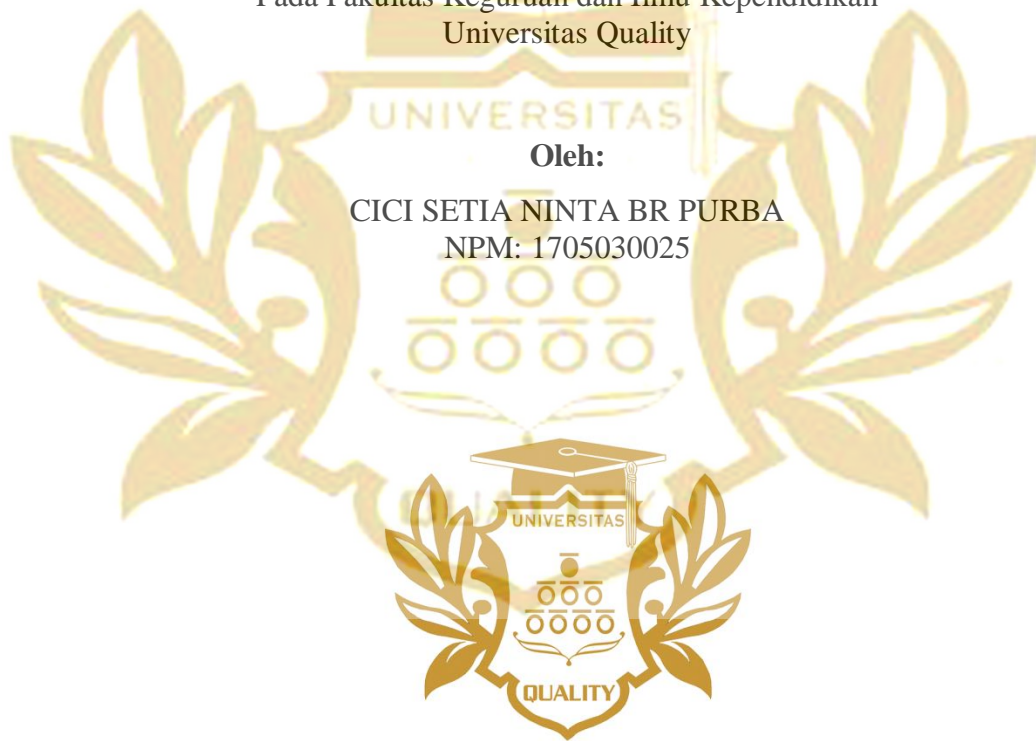 Pada Fakultas Keguruan dan Ilmu Kependidikan
Universitas Quality
UNIVERSITAS
Oleh:
CICI SETIA NINTA BR PURBA
NPM: 1705030025
QUALITY
UNIVERSITAS
QUALITY